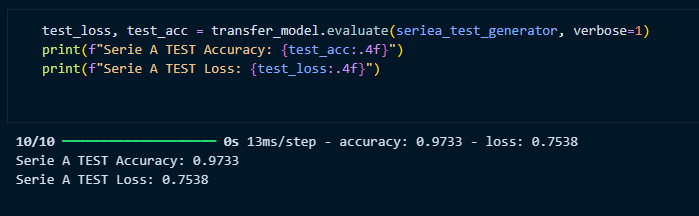 test_loss, test_acc = transfer_model.evaluate(seriea_test_generator, verbose=1)
print(f"Serie A TEST Accuracy: {test_acc:.4f}")
print(f"Serie A TEST Loss: {test_loss:.4f}")
10/10 ━━━━━━━━━━━━━━━━━━━━ 0s 13ms/step - accuracy: 0.9733 - loss: 0.7538
Serie A TEST Accuracy: 0.9733
Serie A TEST Loss: 0.7538